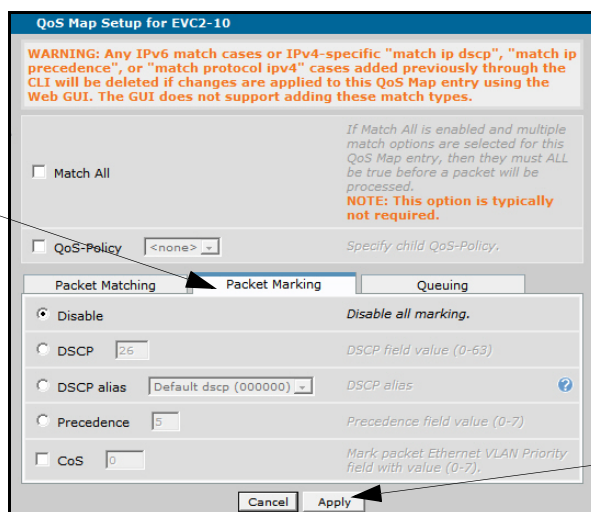 QoS Map Setup for EVC2-10
WARNING: Any IPv6 match cases or IPv4-specific "match ip dscp", "match ip
precedence", or "match protocol ipv4" cases added previously through the
CLI will be deleted if changes are applied to this QoS Map entry using the
Web GUI. The GUI does not support adding these match types.
Match All
If Match All is enabled and multiple
match options are selected for this
QoS Map entry, then they must ALL
be true before a packet will be
processed.
NOTE: This option is typically
not required.
QoS-Policy <none> Specify child QoS-Policy.
Packet Matching Packet Marking Queuing
Disable Disable all marking.
DSCP 26 DSCP field value (0-63)
DSCP alias Default dscp (000000) DSCP alias ?
Precedence 5 Precedence field value (0-7)
CoS 0 Mark packet Ethernet VLAN Priority
field with value (0-7).
Cancel Apply